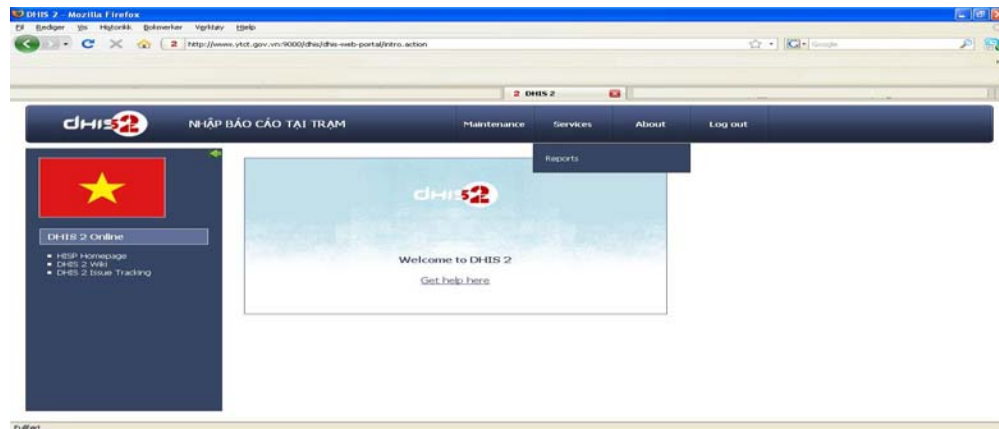 DHIS 2 - Mozilla Firefox
Fil Rediger Vis Historikk Bokmerker Verktøy Hjelp
2 http://www.ytct.gov.vn:9000/dhis/dhis-web-portal/intro.action
Google
2 DHIS 2
dhis2 NHẬP BÁO CÁO TẠI TRẠM Maintenance Services About Log out
Reports
dhis2
DHIS 2 Online
HISP Homepage
DHIS 2 Wiki
DHIS 2 Issue Tracking
Welcome to DHIS 2
Get help here
Fullført